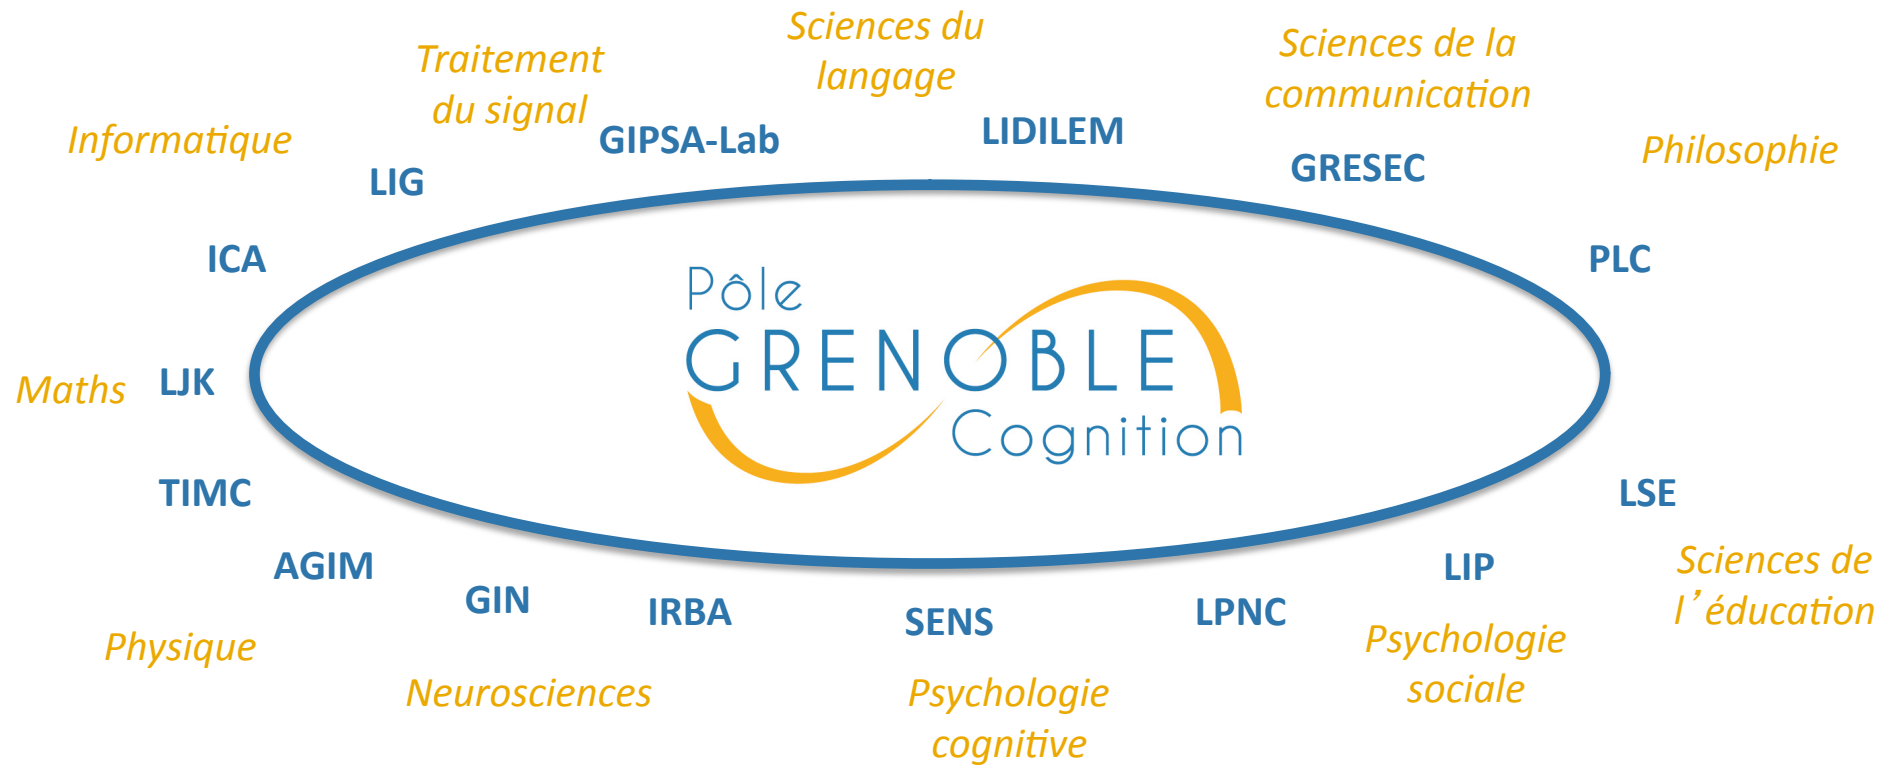 Sciences du
langage
Sciences de la
communication
Traitement
du signal
Informatique
GIPSA-Lab
LIDILEM
GRESEC
Philosophie
LIG
ICA
PLC
Pôle
GRENOBLE
Cognition
Maths
LJK
TIMC
LSE
AGIM
LIP
Sciences de
l’éducation
GIN
IRBA
SENS
LPNC
Physique
Psychologie
sociale
Neurosciences
Psychologie
cognitive